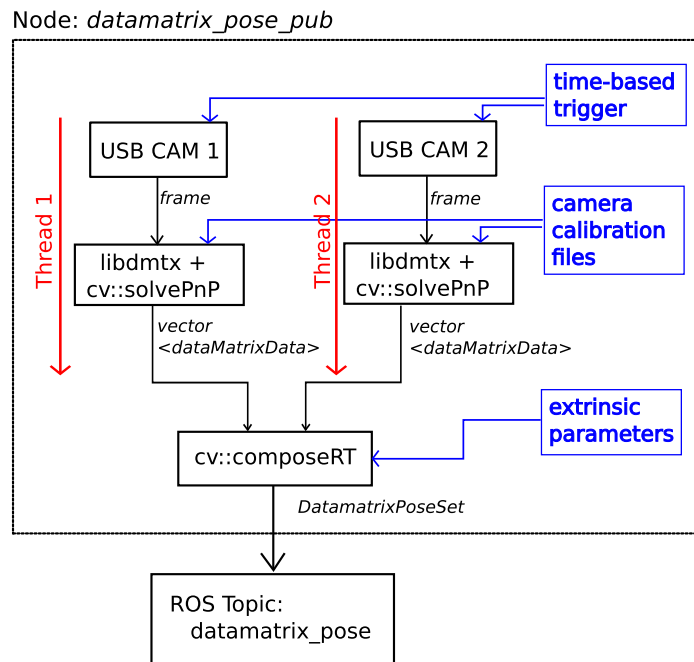 Node: datamatrix_pose_pub
time-based
trigger
USB CAM 1
USB CAM 2
frame
frame
Thread 1
Thread 2
camera
calibration
files
libdmtx +
cv::solvePnP
libdmtx +
cv::solvePnP
vector
<dataMatrixData>
vector
<dataMatrixData>
extrinsic
parameters
cv::composeRT
DatamatrixPoseSet
ROS Topic:
datamatrix_pose